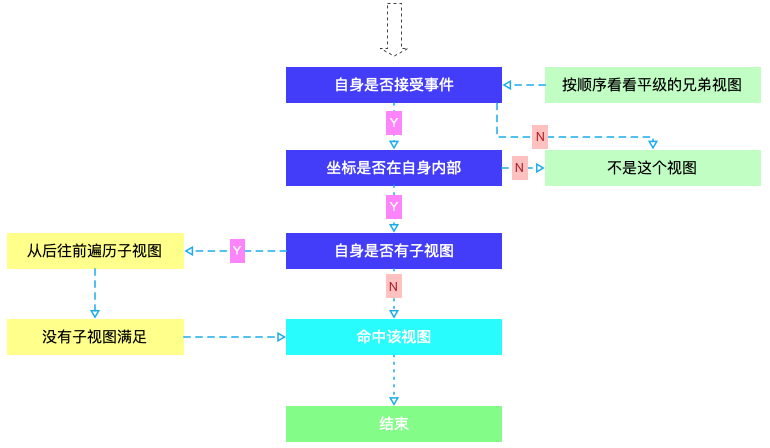 自身是否接受事件
按顺序看看平级的兄弟视图
Y
N
坐标是否在自身内部
N
不是这个视图
Y
从后往前遍历子视图
Y
自身是否有子视图
N
没有子视图满足
命中该视图
结束